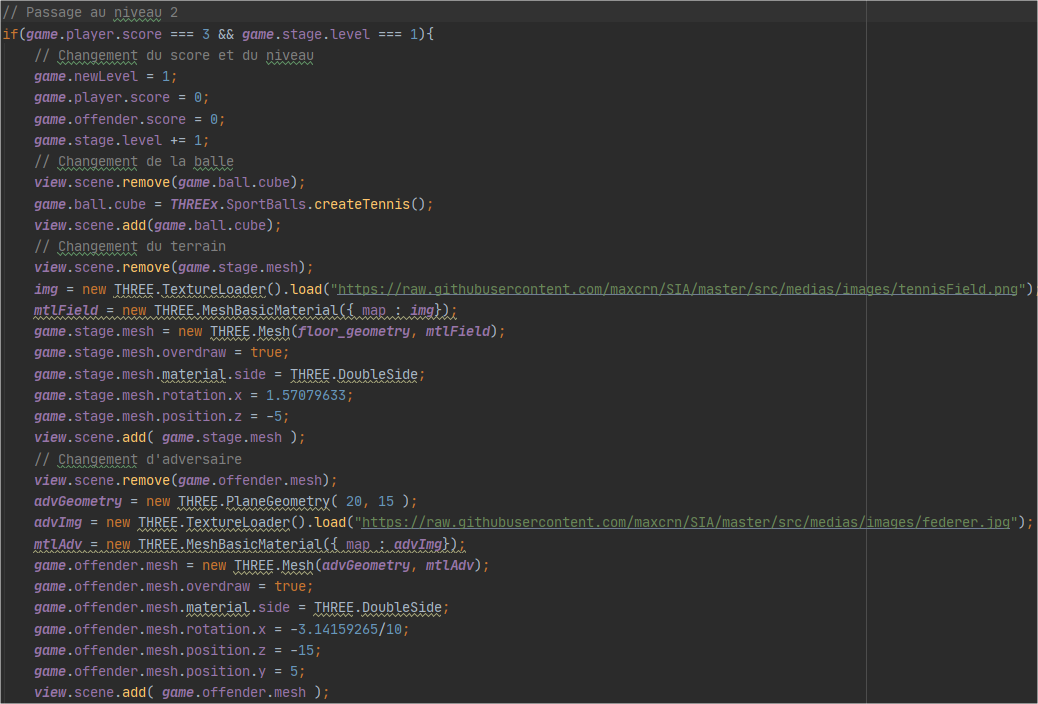 // Passage au niveau 2
if(game.player.score === 3 && game.stage.level === 1){
    // Changement du score et du niveau
    game.newLevel = 1;
    game.player.score = 0;
    game.offender.score = 0;
    game.stage.level += 1;
    // Changement de la balle
    view.scene.remove(game.ball.cube);
    game.ball.cube = THREEx.SportBalls.createTennis();
    view.scene.add(game.ball.cube);
    // Changement du terrain
    view.scene.remove(game.stage.mesh);
    img = new THREE.TextureLoader().load("https://raw.githubusercontent.com/maxcrn/SIA/master/src/medias/images/tennisField.png");
    mtlField = new THREE.MeshBasicMaterial({ map : img});
    game.stage.mesh = new THREE.Mesh(floor_geometry, mtlField);
    game.stage.mesh.overdraw = true;
    game.stage.mesh.material.side = THREE.DoubleSide;
    game.stage.mesh.rotation.x = 1.57079633;
    game.stage.mesh.position.z = -5;
    view.scene.add( game.stage.mesh );
    // Changement d'adversaire
    view.scene.remove(game.offender.mesh);
    advGeometry = new THREE.PlaneGeometry( 20, 15 );
    advImg = new THREE.TextureLoader().load("https://raw.githubusercontent.com/maxcrn/SIA/master/src/medias/images/federer.jpg");
    mtlAdv = new THREE.MeshBasicMaterial({ map : advImg});
    game.offender.mesh = new THREE.Mesh(advGeometry, mtlAdv);
    game.offender.mesh.overdraw = true;
    game.offender.mesh.material.side = THREE.DoubleSide;
    game.offender.mesh.rotation.x = -3.14159265/10;
    game.offender.mesh.position.z = -15;
    game.offender.mesh.position.y = 5;
    view.scene.add( game.offender.mesh );